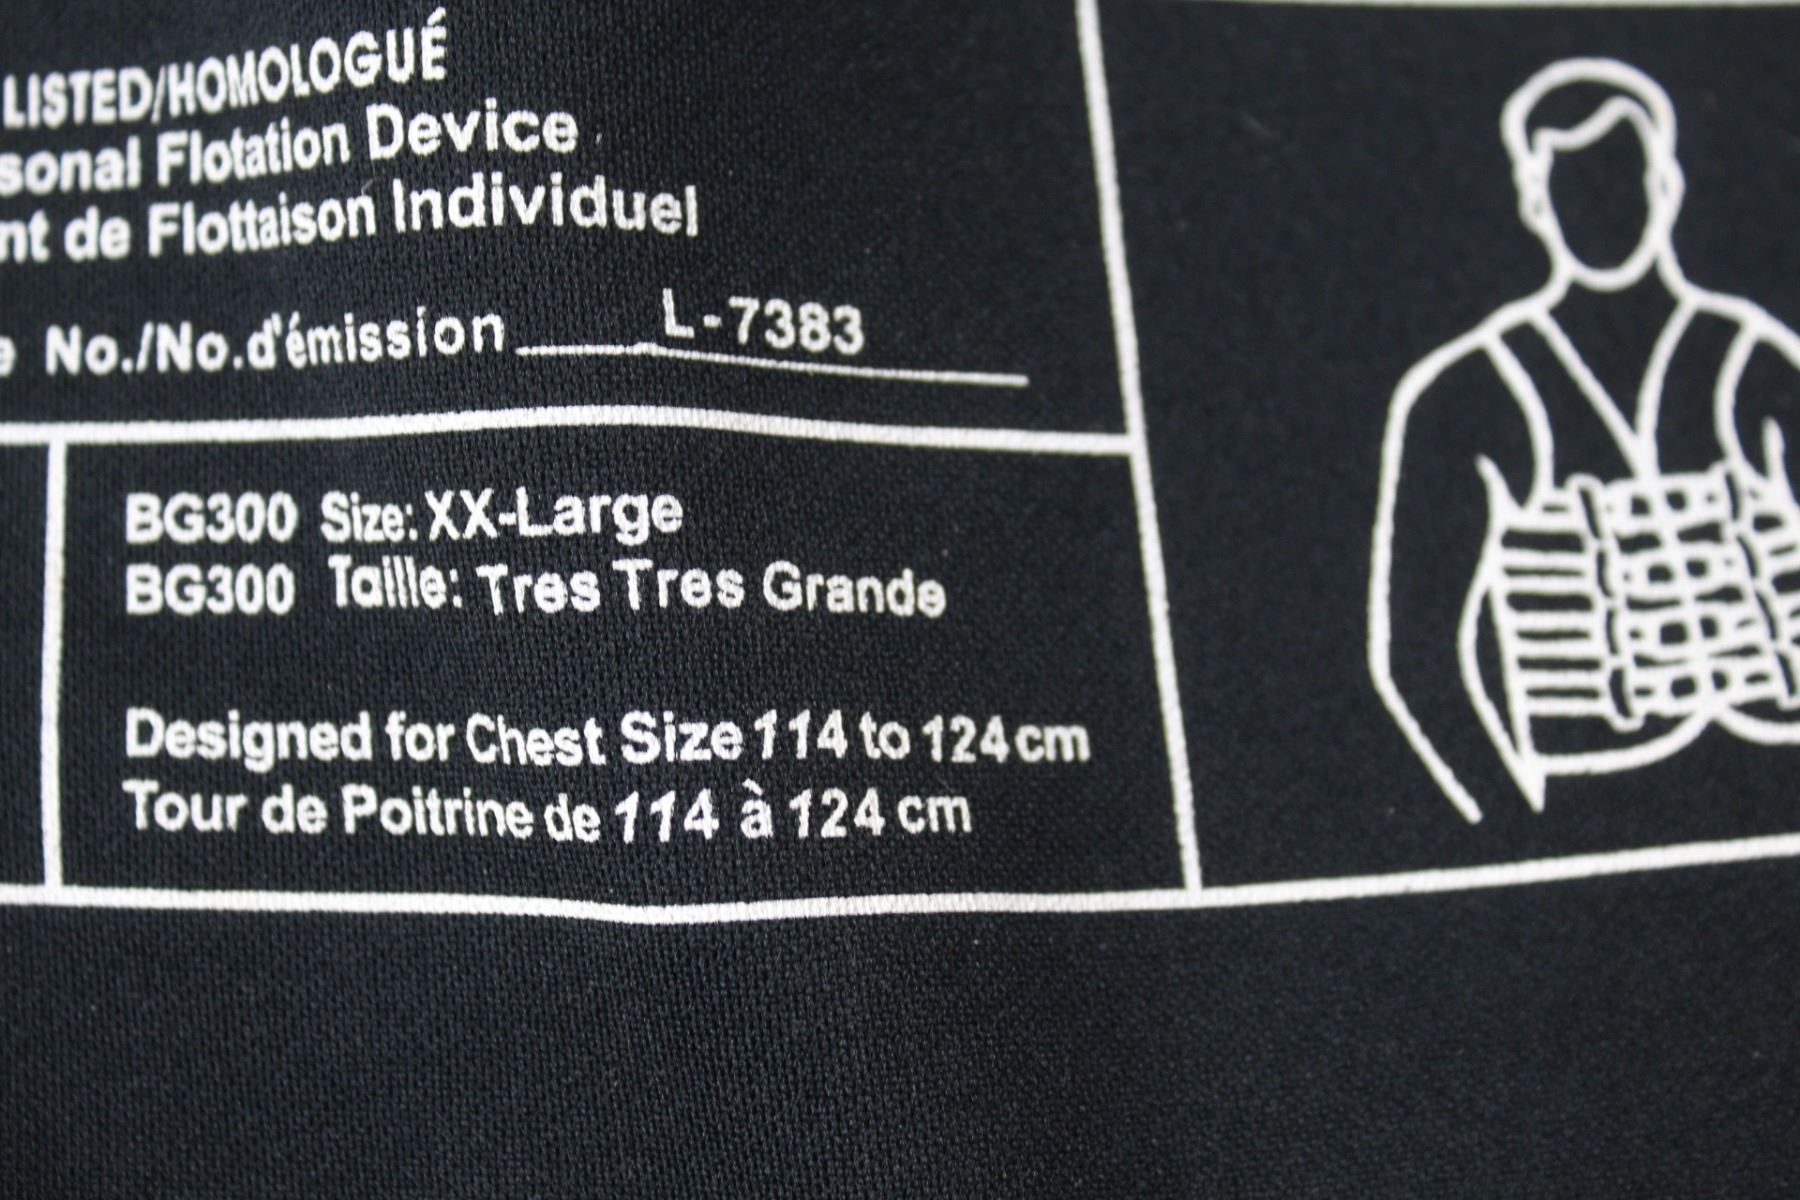 LISTED/HOMOLOGUÉ
sonal Flotation Device
nt de Flottaison Individuel
e No./No.d'émission L-7383
BG300 Size: XX-Large
BG300 Taille: Tres Tres Grande
Designed for Chest Size 114 to 124 cm
Tour de Poitrine de 114 à 124 cm